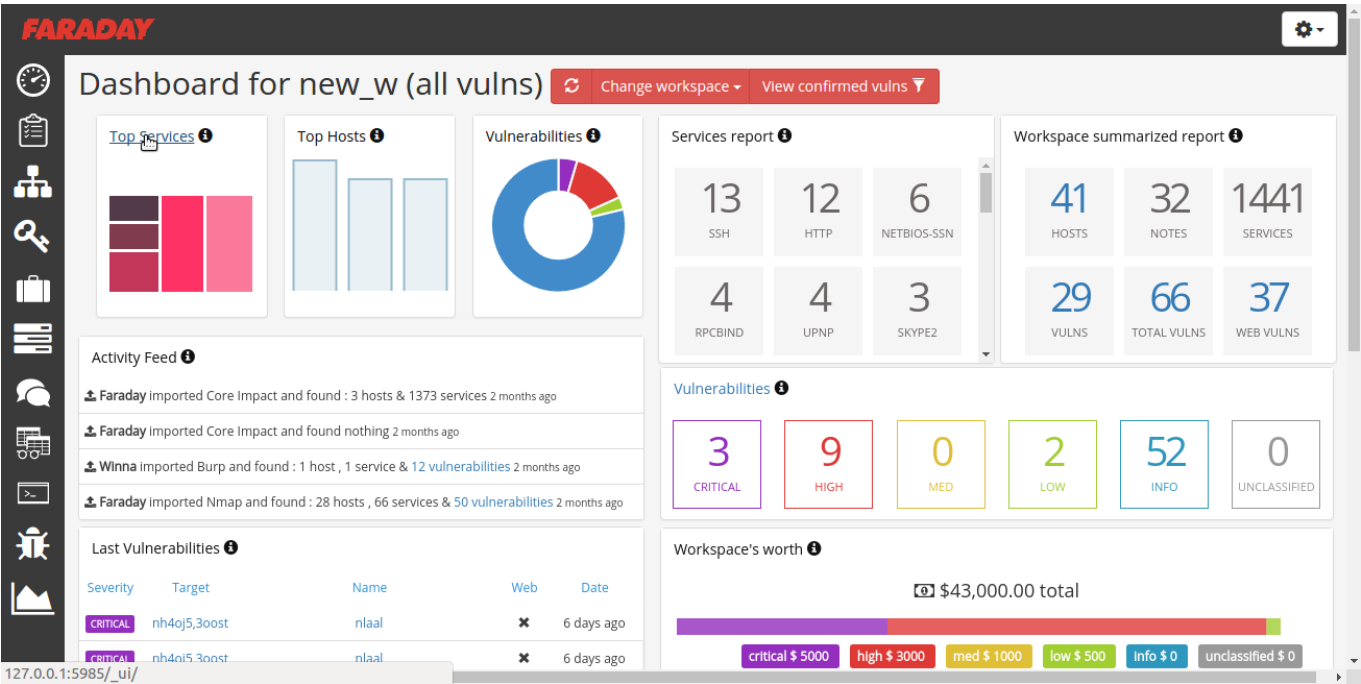 FARADAY
Dashboard for new_w (all vulns)
Change workspace
View confirmed vulns
Top Services
Top Hosts
Vulnerabilities
Services report
13
SSH
12
HTTP
6
NETBIOS-SSN
4
RPCBIND
4
UPNP
3
SKYPE2
Workspace summarized report
41
HOSTS
32
NOTES
1441
SERVICES
29
VULNS
66
TOTAL VULNS
37
WEB VULNS
Activity Feed
Faraday imported Core Impact and found : 3 hosts & 1373 services 2 months ago
Faraday imported Core Impact and found nothing 2 months ago
Winna imported Burp and found : 1 host , 1 service & 12 vulnerabilities 2 months ago
Faraday imported Nmap and found : 28 hosts , 66 services & 50 vulnerabilities 2 months ago
Vulnerabilities
3
CRITICAL
9
HIGH
0
MED
2
LOW
52
INFO
0
UNCLASSIFIED
Last Vulnerabilities
Severity Target Name Web Date
CRITICAL nh4oj5,3oost nlaal 6 days ago
CRITICAL nh4oj5,3oost nlaal 6 days ago
Workspace's worth
$43,000.00 total
critical $ 5000 high $ 3000 med $ 1000 low $ 500 info $ 0 unclassified $ 0
127.0.0.1:5985/_ui/